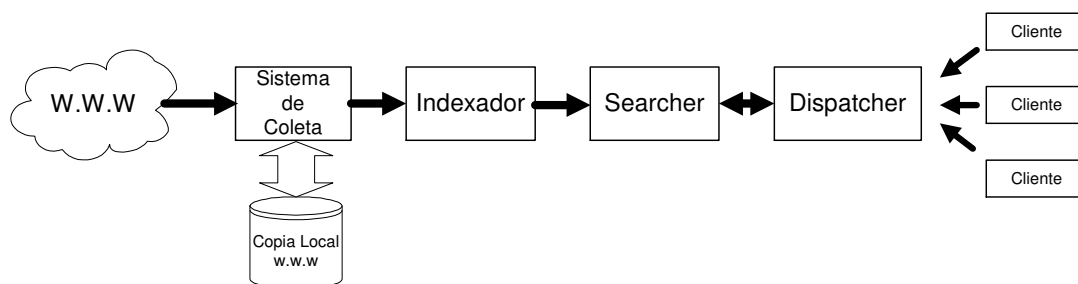 W.W.W
Sistema
de
Coleta
Indexador
Searcher
Dispatcher
Cliente
Cliente
Cliente
Copia Local
w.w.w